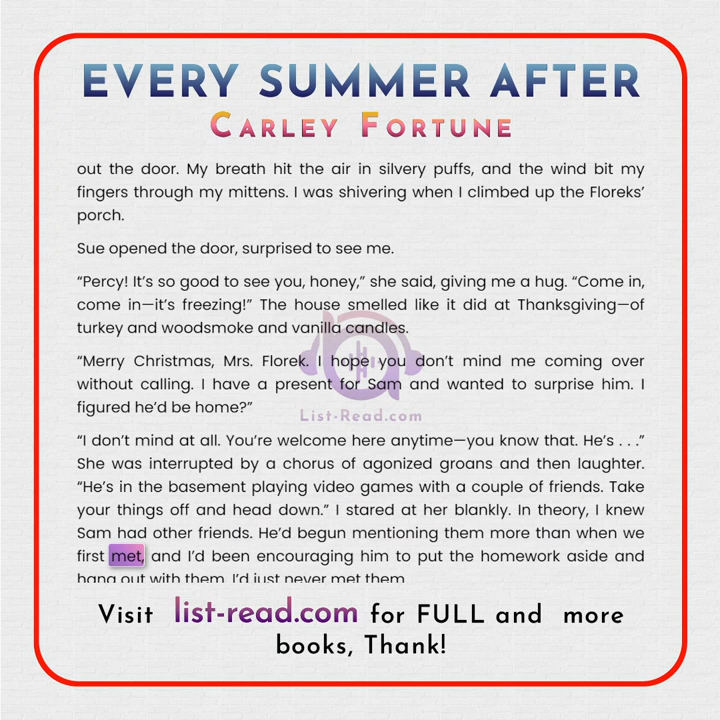 EVERY SUMMER AFTER
CARLEY FORTUNE
out the door. My breath hit the air in silvery puffs, and the wind bit my
fingers through my mittens. I was shivering when I climbed up the Floreks’
porch.
Sue opened the door, surprised to see me.
“Percy! It’s so good to see you, honey,” she said, giving me a hug. “Come in,
come in—it’s freezing!” The house smelled like it did at Thanksgiving—of
turkey and woodsmoke and vanilla candles.
“Merry Christmas, Mrs. Florek. I hope you don’t mind me coming over
without calling. I have a present for Sam and wanted to surprise him. I
figured he’d be home?”
List-Read.com
“I don’t mind at all. You’re welcome here anytime—you know that. He’s . . .”
She was interrupted by a chorus of agonized groans and then laughter.
“He’s in the basement playing video games with a couple of friends. Take
your things off and head down.” I stared at her blankly. In theory, I knew
Sam had other friends. He’d begun mentioning them more than when we
first met, and I’d been encouraging him to put the homework aside and
hang out with them. I’d just never met them.
Visit list-read.com for FULL and more
books, Thank!